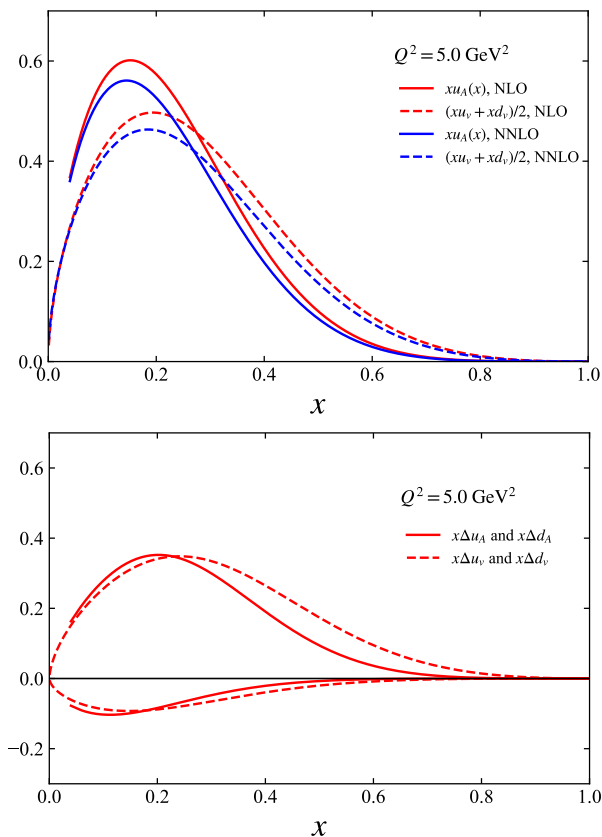 0.6
0.4
0.2
0.0
0.0 0.2 0.4 0.6 0.8 1.0
x
Q² = 5.0 GeV²
xu_A(x), NLO
(xu_v + xd_v)/2, NLO
xu_A(x), NNLO
(xu_v + xd_v)/2, NNLO
0.6
0.4
0.2
0.0
−0.2
0.0 0.2 0.4 0.6 0.8 1.0
x
Q² = 5.0 GeV²
xΔu_A and xΔd_A
xΔu_v and xΔd_v